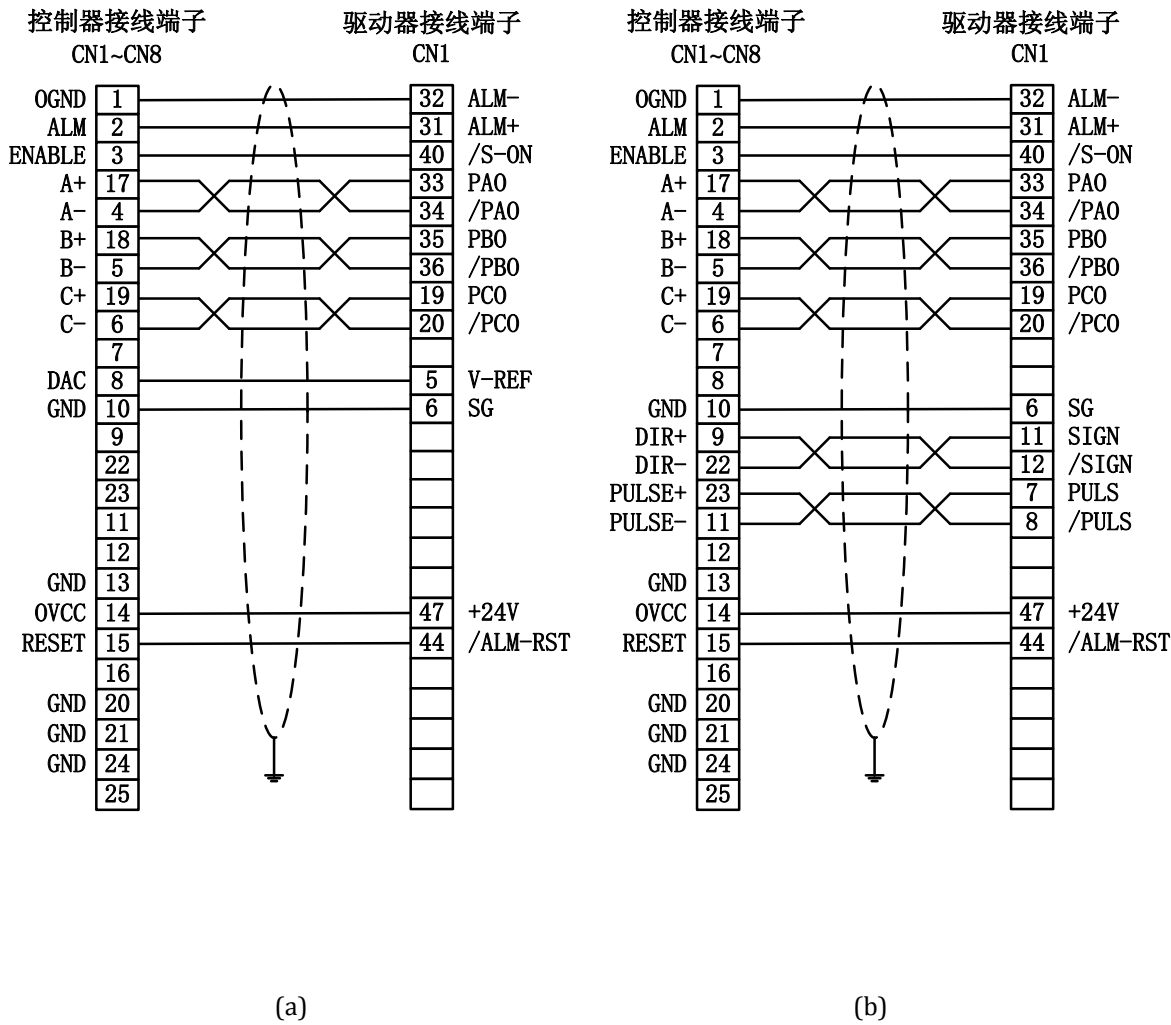 控制器接线端子 驱动器接线端子 控制器接线端子 驱动器接线端子
CN1~CN8 CN1 CN1~CN8 CN1
OGND 1 32 ALM- OGND 1 32 ALM-
ALM 2 31 ALM+ ALM 2 31 ALM+
ENABLE 3 40 /S-ON ENABLE 3 40 /S-ON
A+ 17 33 PAO A+ 17 33 PAO
A- 4 34 /PAO A- 4 34 /PAO
B+ 18 35 PBO B+ 18 35 PBO
B- 5 36 /PBO B- 5 36 /PBO
C+ 19 19 PCO C+ 19 19 PCO
C- 6 20 /PCO C- 6 20 /PCO
7 7
DAC 8 5 V-REF 8
GND 10 6 SG GND 10 6 SG
9 DIR+ 9 11 SIGN
22 DIR- 22 12 /SIGN
23 PULSE+ 23 7 PULS
11 PULSE- 11 8 /PULS
12 12
GND 13 GND 13
OVCC 14 47 +24V OVCC 14 47 +24V
RESET 15 44 /ALM-RST RESET 15 44 /ALM-RST
16 16
GND 20 GND 20
GND 21 GND 21
GND 24 GND 24
25 25
(a) (b)